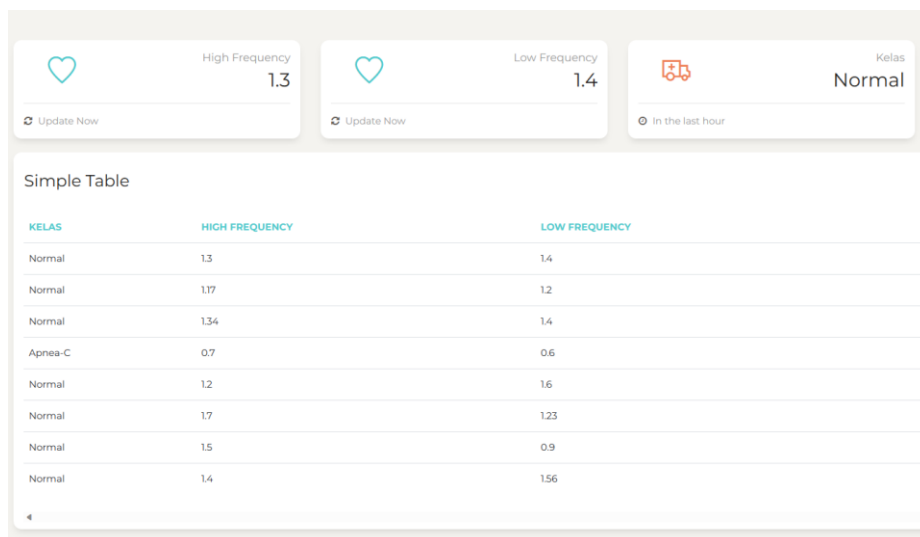 High Frequency
1.3
Update Now
Low Frequency
1.4
Update Now
Kelas
Normal
In the last hour
Simple Table
KELAS HIGH FREQUENCY LOW FREQUENCY
Normal 1.3 1.4
Normal 1.17 1.2
Normal 1.34 1.4
Apnea-C 0.7 0.6
Normal 1.2 1.6
Normal 1.7 1.23
Normal 1.5 0.9
Normal 1.4 1.56